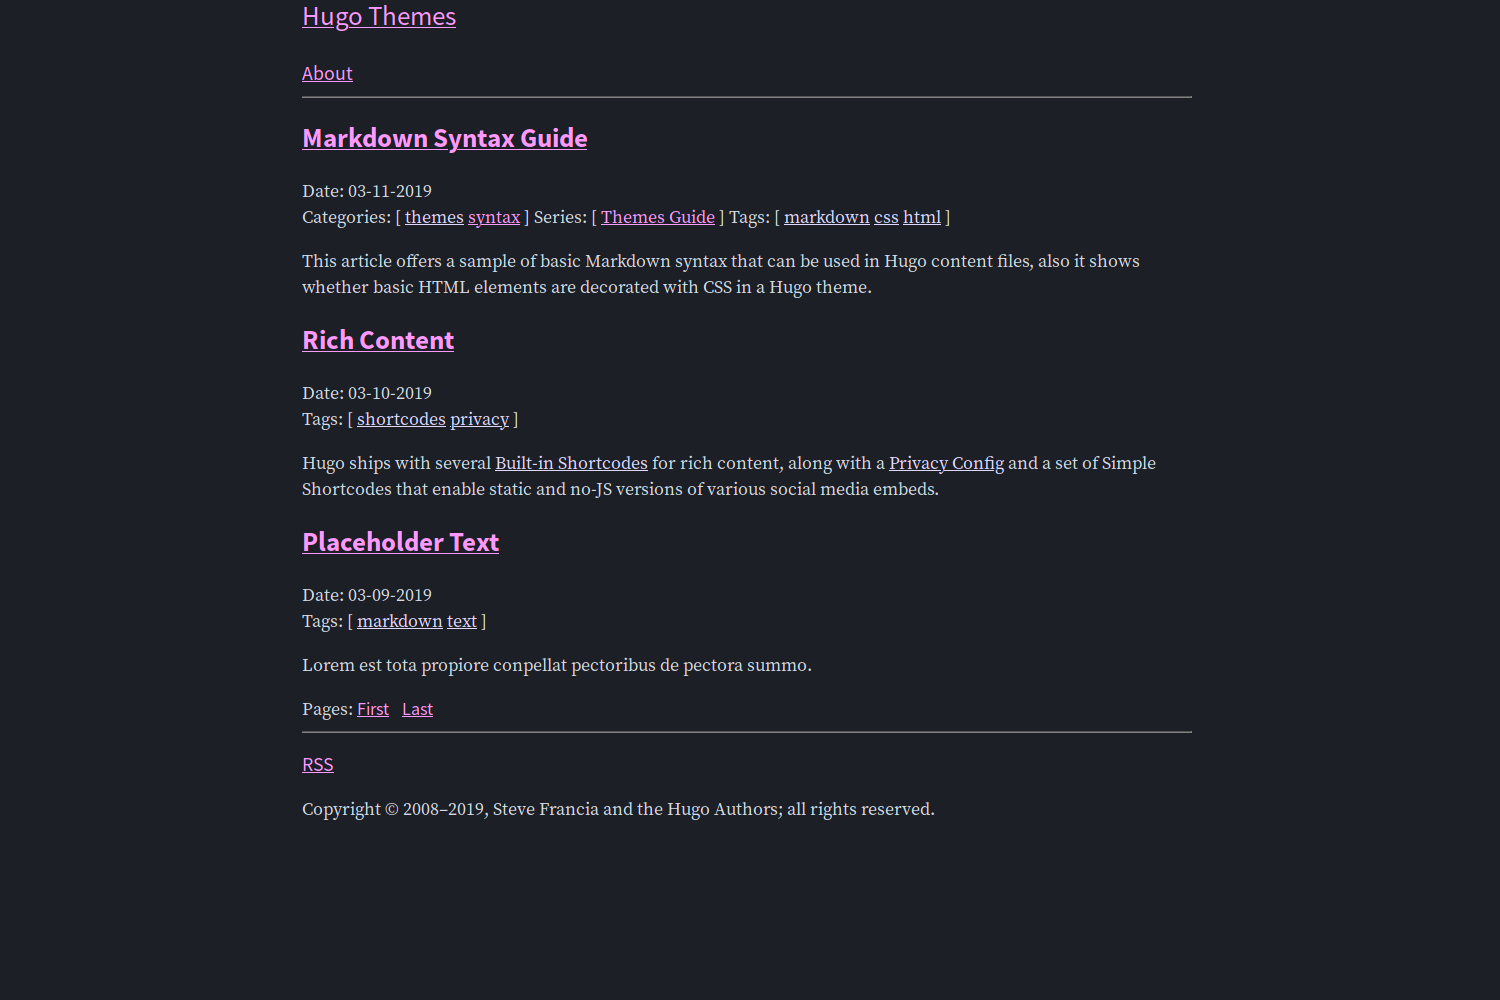 Hugo Themes
About
Markdown Syntax Guide
Date: 03-11-2019
Categories: [ themes syntax ] Series: [ Themes Guide ] Tags: [ markdown css html ]
This article offers a sample of basic Markdown syntax that can be used in Hugo content files, also it shows
whether basic HTML elements are decorated with CSS in a Hugo theme.
Rich Content
Date: 03-10-2019
Tags: [ shortcodes privacy ]
Hugo ships with several Built-in Shortcodes for rich content, along with a Privacy Config and a set of Simple
Shortcodes that enable static and no-JS versions of various social media embeds.
Placeholder Text
Date: 03-09-2019
Tags: [ markdown text ]
Lorem est tota propiore conpellat pectoribus de pectora summo.
Pages: First Last
RSS
Copyright © 2008–2019, Steve Francia and the Hugo Authors; all rights reserved.